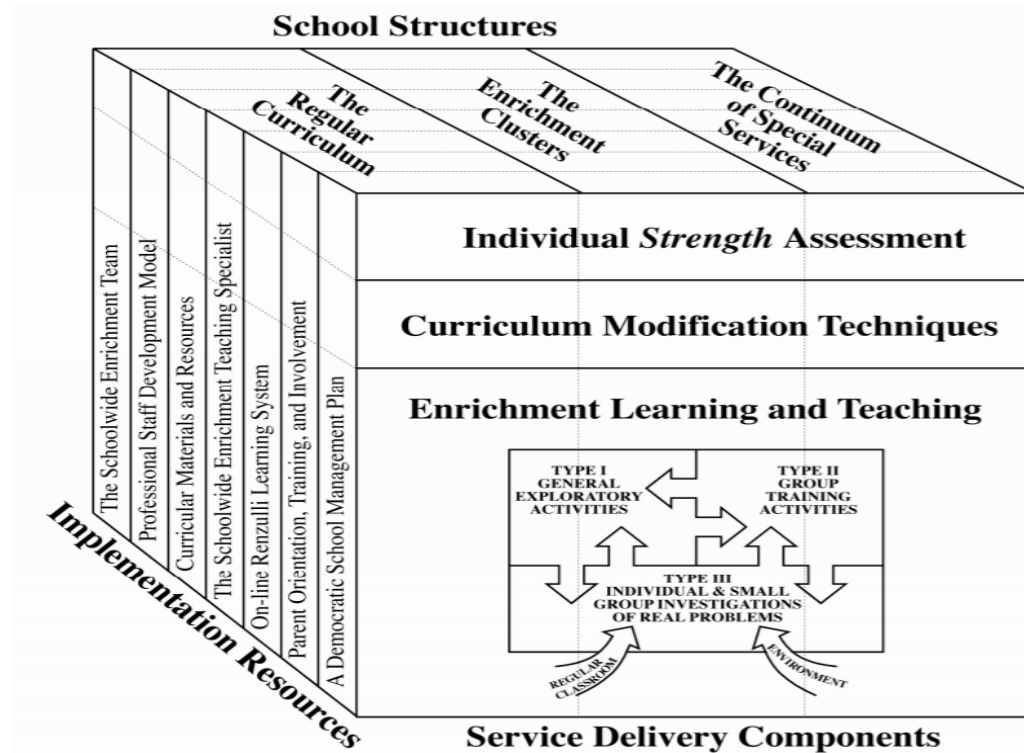 School Structures
The
Regular
Curriculum
The
Enrichment
Clusters
The Continuum
of Special
Services
Individual Strength Assessment
Curriculum Modification Techniques
Enrichment Learning and Teaching
TYPE I
GENERAL
EXPLORATORY
ACTIVITIES
TYPE II
GROUP
TRAINING
ACTIVITIES
TYPE III
INDIVIDUAL & SMALL
GROUP INVESTIGATIONS
OF REAL PROBLEMS
REGULAR
CLASSROOM
ENVIRONMENT
The Schoolwide Enrichment Team
Professional Staff Development Model
Curricular Materials and Resources
The Schoolwide Enrichment Teaching Specialist
On-line Renzulli Learning System
Parent Orientation, Training, and Involvement
A Democratic School Management Plan
Implementation Resources
Service Delivery Components